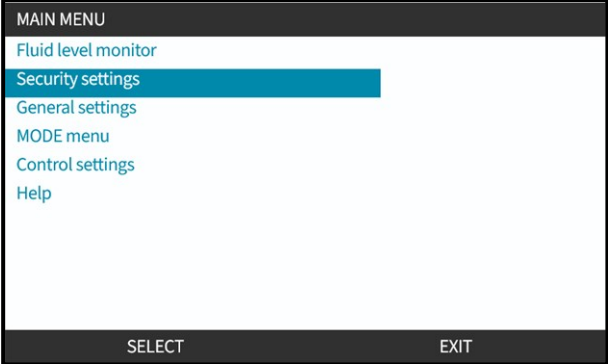 MAIN MENU
Fluid level monitor
Security settings
General settings
MODE menu
Control settings
Help
SELECT EXIT